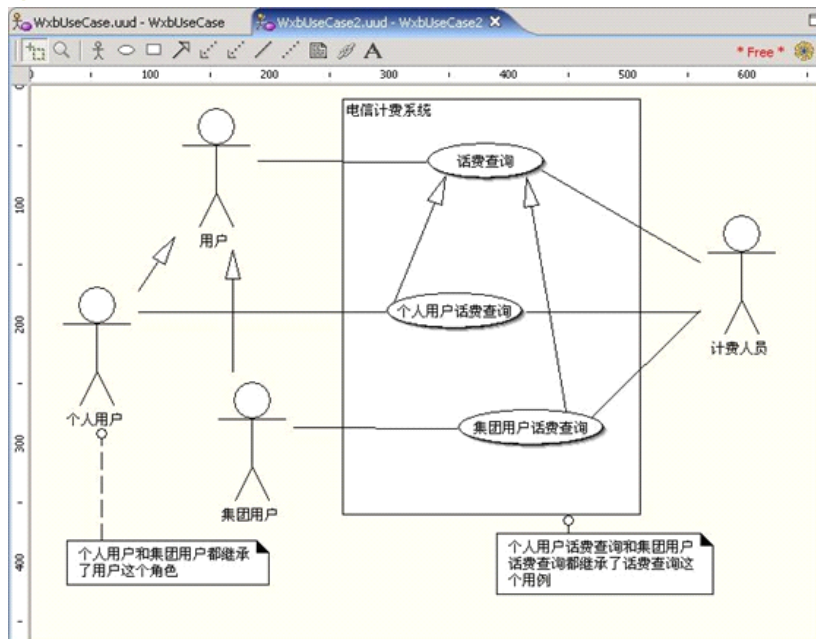 WxbUseCase.uud - WxbUseCase
WxbUseCase2.uud - WxbUseCase2
A
* Free *
0 100 200 300 400 500 600
0
100
200
300
400
电信计费系统
话费查询
用户
个人用户话费查询
计费人员
个人用户
集团用户话费查询
集团用户
个人用户和集团用户都继承
了用户这个角色
个人用户话费查询和集团用户
话费查询都继承了话费查询这
个用例